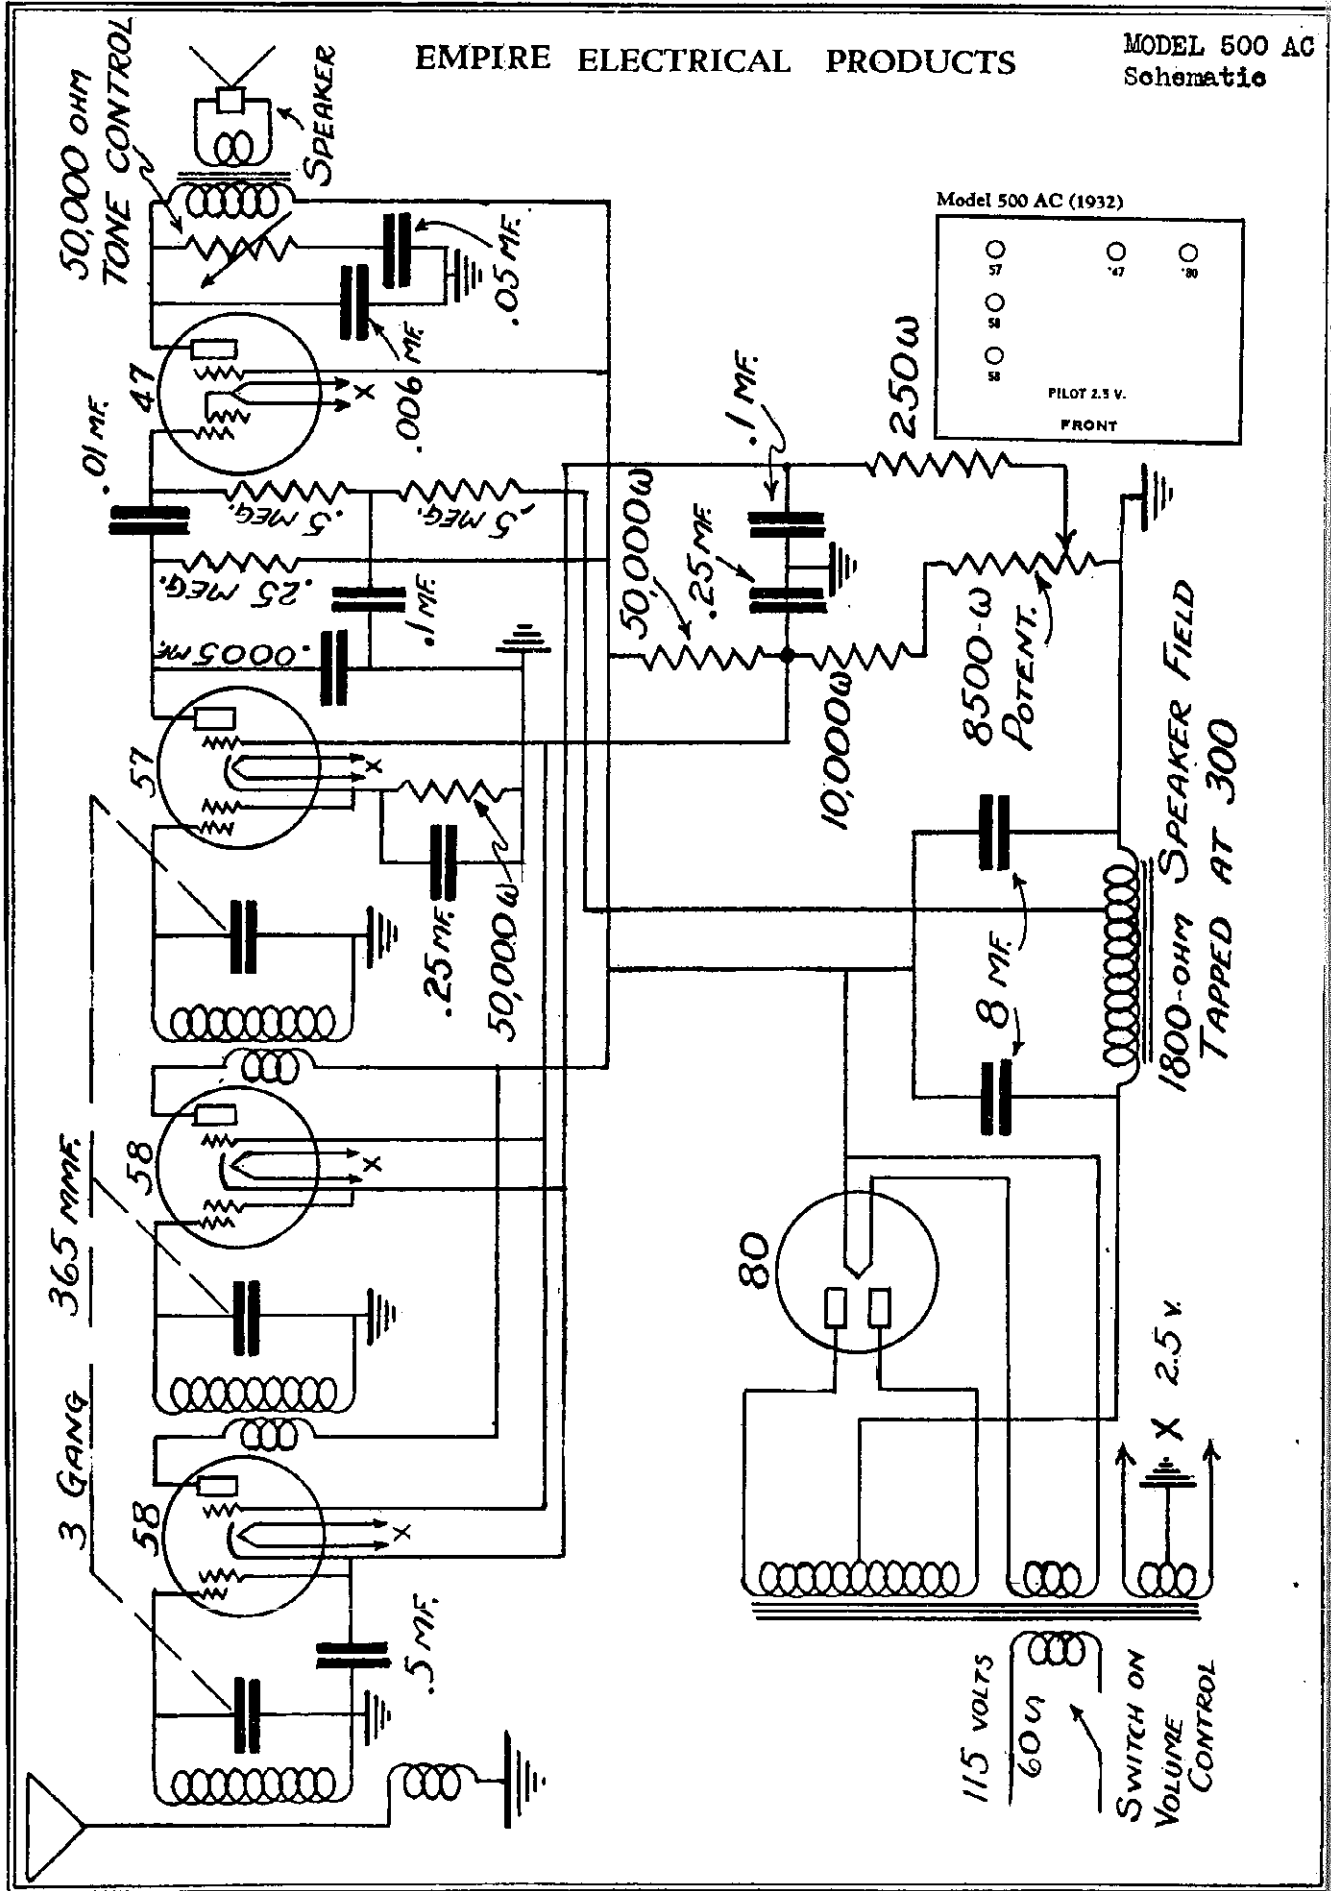 EMPIRE ELECTRICAL PRODUCTS
MODEL 500 AC
Schematic
50,000 OHM
TONE CONTROL
SPEAKER
.05 MF.
.006 MF.
47
X
.01 MF.
.5 MEG.
.5 MEG.
.25 MEG.
.1 MF.
.0005 MF.
57
X
.25 MF.
50,000 ω
58
X
3 GANG 365 MMF.
58
X
.5 MF.
Model 500 AC (1932)
57
'47
'80
58
58
PILOT 2.5 V.
FRONT
50,000ω
.25 MF.
.1 MF.
250ω
10,000ω
8500-ω
POTENT.
8 MF.
1800-OHM SPEAKER FIELD
TAPPED AT 300
80
X 2.5 V.
115 VOLTS
60 ~
SWITCH ON
VOLUME
CONTROL